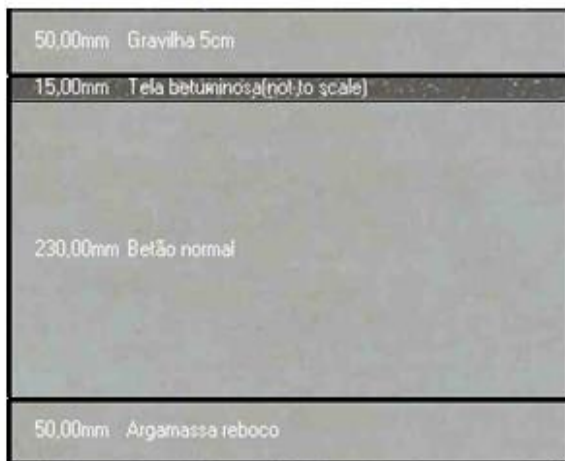 50,00mm Gravilha 5cm
15,00mm Tela betuminosa(not to scale)
230,00mm Betão normal
50,00mm Argamassa reboco